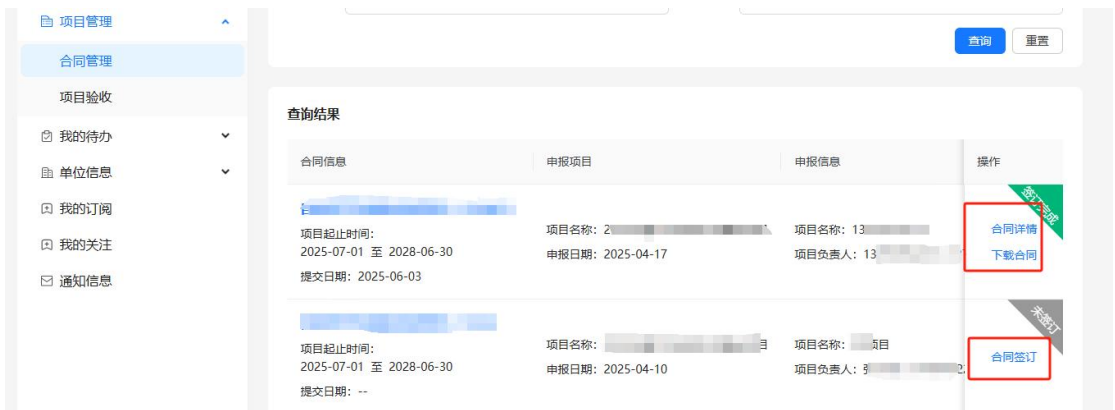 项目管理
合同管理
项目验收
我的待办
单位信息
我的订阅
我的关注
通知信息
查询
重置
查询结果
合同信息
申报项目
申报信息
操作
签订完成
项目起止时间：
2025-07-01 至 2028-06-30
提交日期：2025-06-03
项目名称：2
申报日期：2025-04-17
项目名称：13
项目负责人：13
合同详情
下载合同
未签订
项目起止时间：
2025-07-01 至 2028-06-30
提交日期：--
项目名称：
申报日期：2025-04-10
项目名称：项目
项目负责人：
合同签订